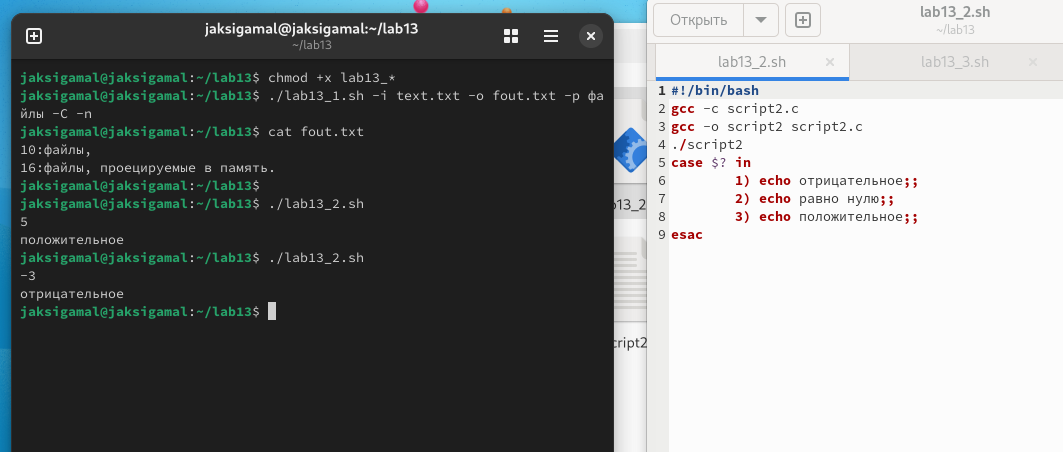 jaksigamal@jaksigamal:~/lab13
~/lab13
jaksigamal@jaksigamal:~/lab13$ chmod +x lab13_*
jaksigamal@jaksigamal:~/lab13$ ./lab13_1.sh -i text.txt -o fout.txt -p фа
йлы -C -n
jaksigamal@jaksigamal:~/lab13$ cat fout.txt
10:файлы,
16:файлы, проецируемые в память.
jaksigamal@jaksigamal:~/lab13$
jaksigamal@jaksigamal:~/lab13$ ./lab13_2.sh
5
положительное
jaksigamal@jaksigamal:~/lab13$ ./lab13_2.sh
-3
отрицательное
jaksigamal@jaksigamal:~/lab13$
13_2
cript2
Открыть
lab13_2.sh
~/lab13
lab13_2.sh
lab13_3.sh
1 #!/bin/bash
2 gcc -c script2.c
3 gcc -o script2 script2.c
4 ./script2
5 case $? in
6 1) echo отрицательное;;
7 2) echo равно нулю;;
8 3) echo положительное;;
9 esac